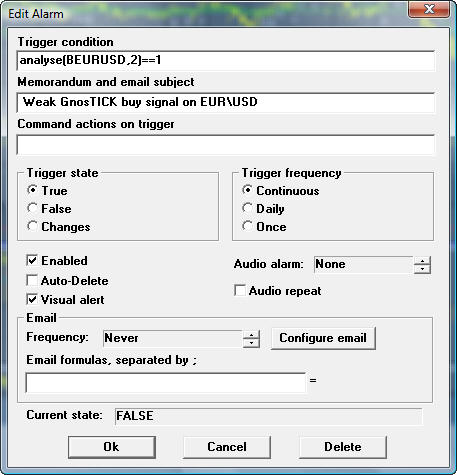 Edit Alarm
Trigger condition
analyse(BEURUSD,2)==1
Memorandum and email subject
Weak GnosTICK buy signal on EUR\USD
Command actions on trigger
Trigger state
True
False
Changes
Trigger frequency
Continuous
Daily
Once
Enabled
Auto-Delete
Visual alert
Audio alarm: None
Audio repeat
Email
Frequency: Never Configure email
Email formulas, separated by ;
=
Current state: FALSE
Ok Cancel Delete